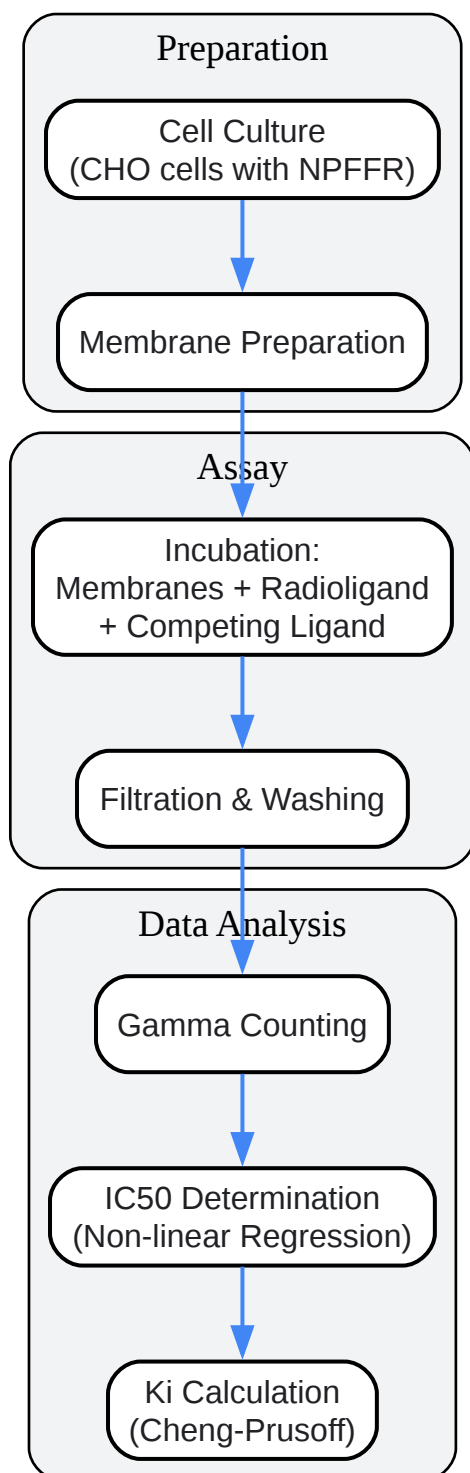 Preparation
Cell Culture
(CHO cells with NPFFR)
Membrane Preparation
Assay
Incubation:
Membranes + Radioligand
+ Competing Ligand
Filtration & Washing
Data Analysis
Gamma Counting
IC50 Determination
(Non-linear Regression)
Ki Calculation
(Cheng-Prusoff)